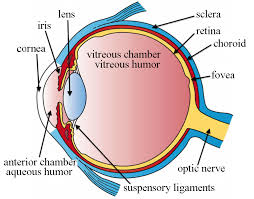 lens
iris
cornea
sclera
retina
choroid
vitreous chamber
vitreous humor
fovea
anterior chamber
aqueous humor
optic nerve
suspensory ligaments